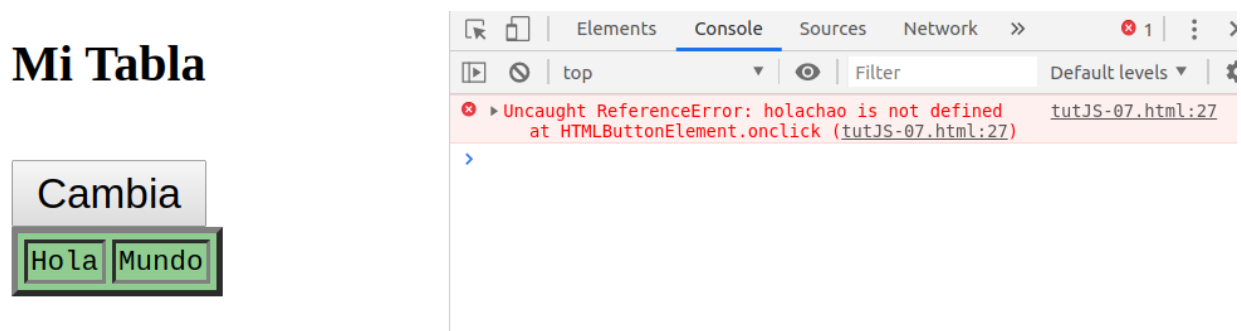 Mi Tabla
Cambia
Hola Mundo
Elements Console Sources Network » 1
top Filter Default levels
Uncaught ReferenceError: holachao is not defined tutJS-07.html:27
at HTMLButtonElement.onclick (tutJS-07.html:27)